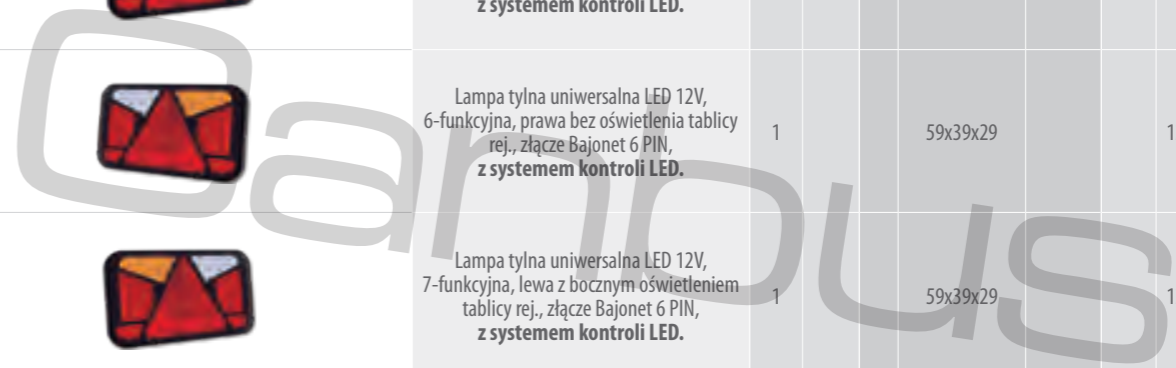 z systemem kontroli LED.
Lampa tylna uniwersalna LED 12V,
6-funkcyjna, prawa bez oświetlenia tablicy
rej., złącze Bajonet 6 PIN,
z systemem kontroli LED.
1
59x39x29
1
Lampa tylna uniwersalna LED 12V,
7-funkcyjna, lewa z bocznym oświetleniem
tablicy rej., złącze Bajonet 6 PIN,
z systemem kontroli LED.
1
59x39x29
1
Canbus